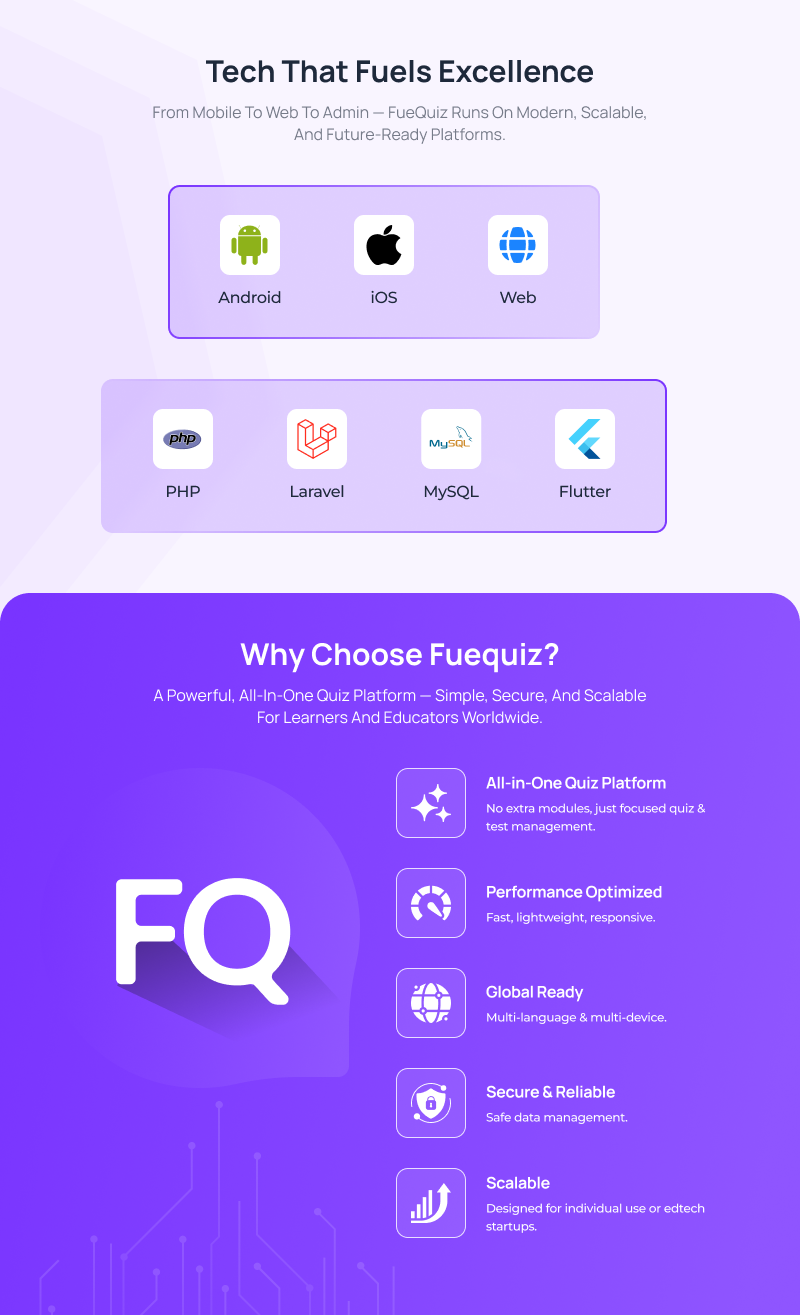 Tech That Fuels Excellence
From Mobile To Web To Admin — FueQuiz Runs On Modern, Scalable,
And Future-Ready Platforms.
Android
iOS
Web
php
MySQL
PHP
Laravel
MySQL
Flutter
Why Choose Fuequiz?
A Powerful, All-In-One Quiz Platform — Simple, Secure, And Scalable
For Learners And Educators Worldwide.
FQ
All-in-One Quiz Platform
No extra modules, just focused quiz &
test management.
Performance Optimized
Fast, lightweight, responsive.
Global Ready
Multi-language & multi-device.
Secure & Reliable
Safe data management.
Scalable
Designed for individual use or edtech
startups.